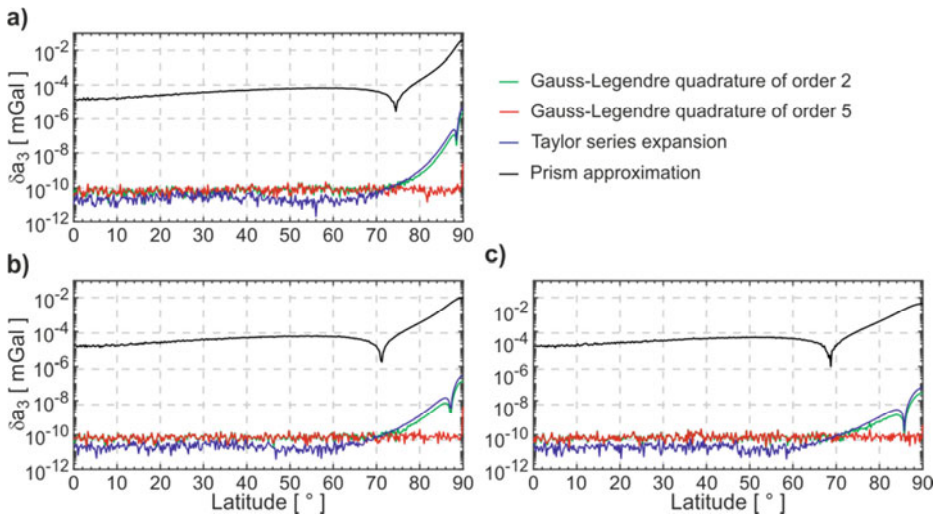 a)
δa₃ [ mGal ]
10⁻²
10⁻⁴
10⁻⁶
10⁻⁸
10⁻¹⁰
10⁻¹²
0 10 20 30 40 50 60 70 80 90
Gauss-Legendre quadrature of order 2
Gauss-Legendre quadrature of order 5
Taylor series expansion
Prism approximation
b)
δa₃ [ mGal ]
10⁻²
10⁻⁴
10⁻⁶
10⁻⁸
10⁻¹⁰
10⁻¹²
0 10 20 30 40 50 60 70 80 90
Latitude [ ° ]
c)
δa₃ [ mGal ]
10⁻²
10⁻⁴
10⁻⁶
10⁻⁸
10⁻¹⁰
10⁻¹²
0 10 20 30 40 50 60 70 80 90
Latitude [ ° ]